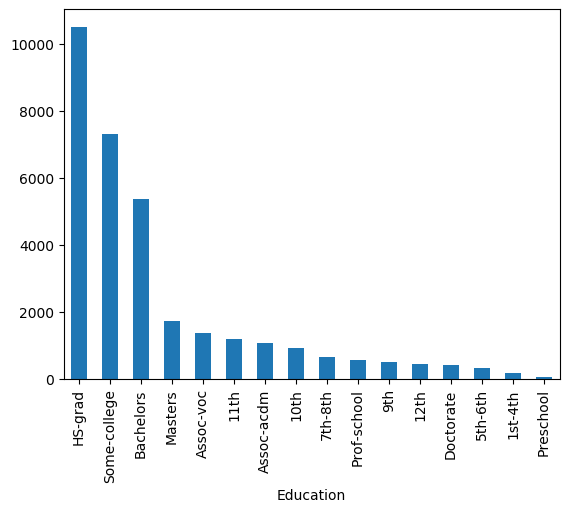 10000
8000
6000
4000
2000
0
HS-grad
Some-college
Bachelors
Masters
Assoc-voc
11th
Assoc-acdm
10th
7th-8th
Prof-school
9th
12th
Doctorate
5th-6th
1st-4th
Preschool
Education